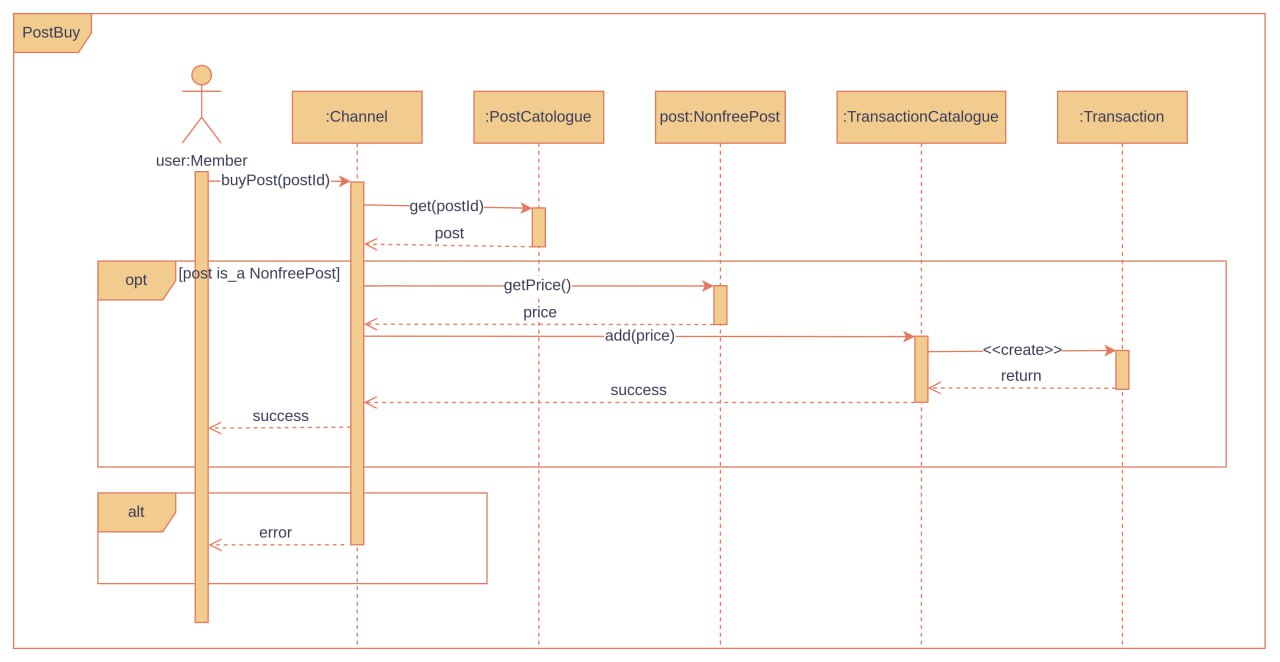 PostBuy
:Channel
:PostCatologue
post:NonfreePost
:TransactionCatalogue
:Transaction
user:Member
buyPost(postId)
get(postId)
post
opt
[post is_a NonfreePost]
getPrice()
price
add(price)
<<create>>
return
success
success
alt
error